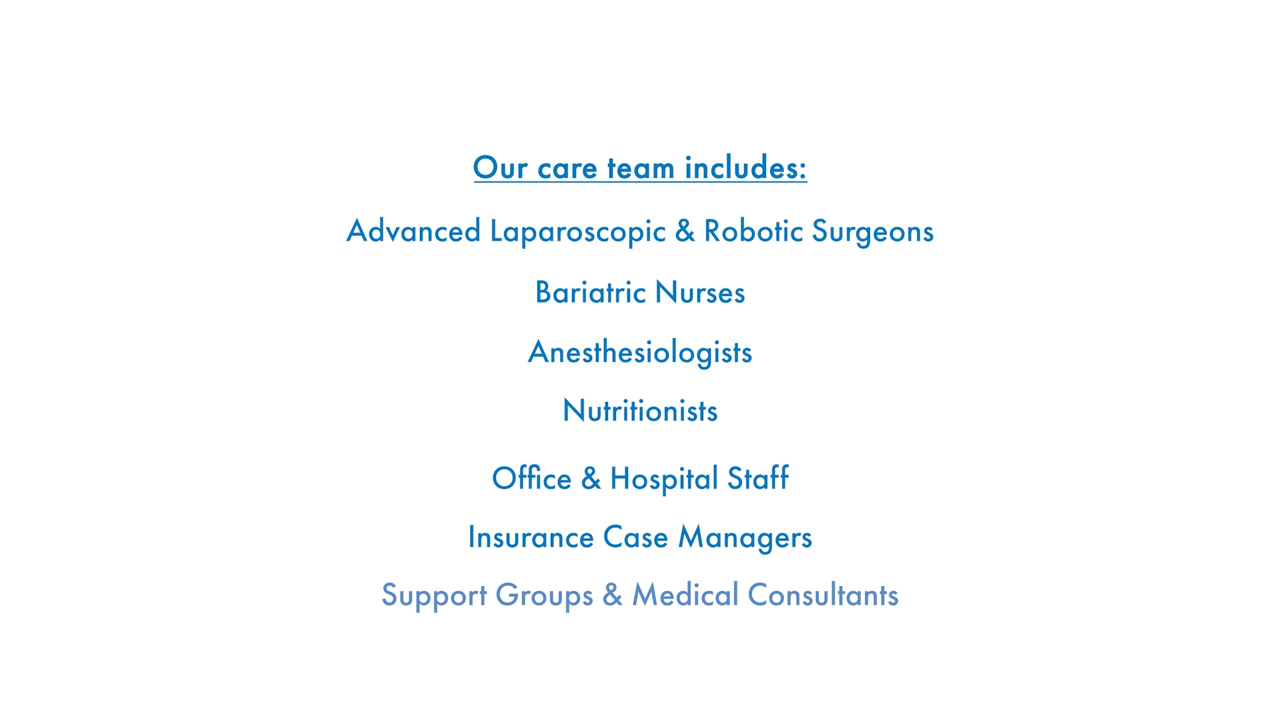 Our care team includes:
Advanced Laparoscopic & Robotic Surgeons
Bariatric Nurses
Anesthesiologists
Nutritionists
Office & Hospital Staff
Insurance Case Managers
Support Groups & Medical Consultants